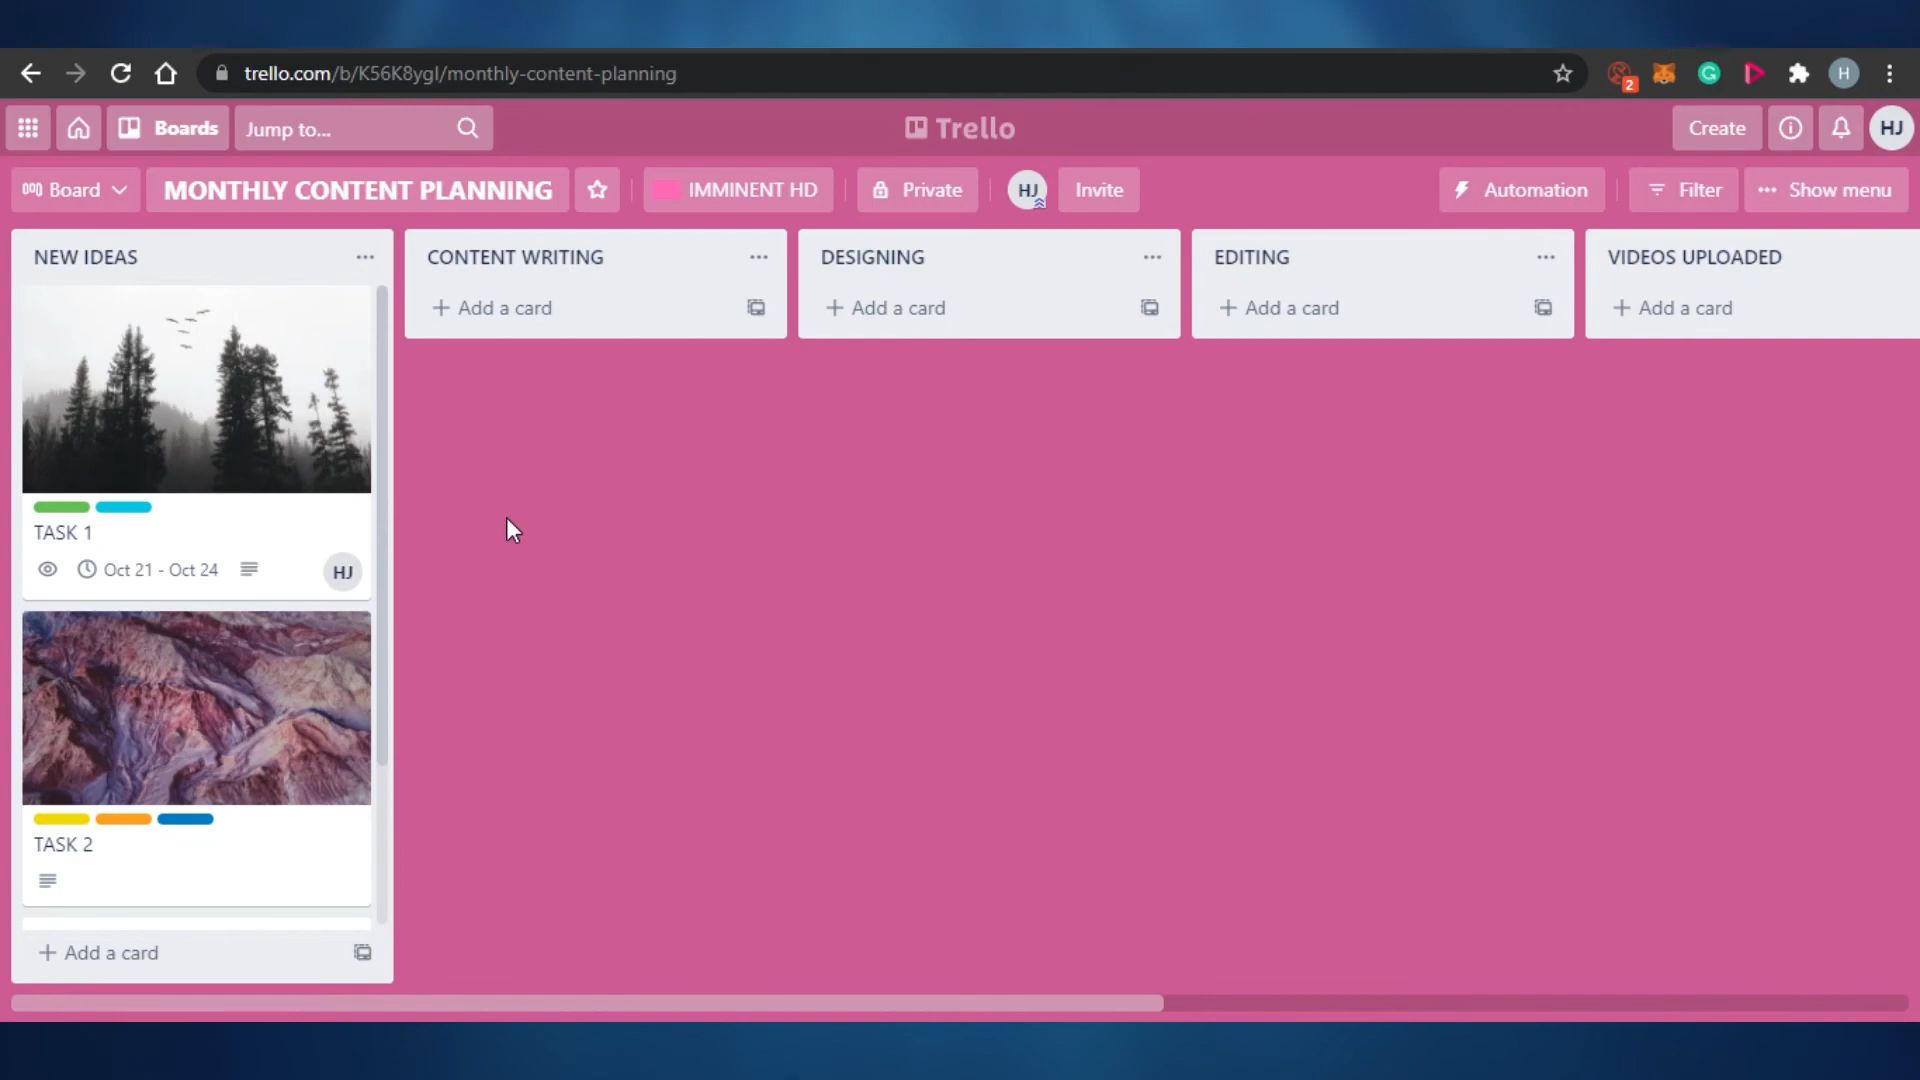 trello.com/b/K56K8ygI/monthly-content-planning
2
H
Boards
Jump to...
Trello
Create
HJ
Board
MONTHLY CONTENT PLANNING
IMMINENT HD
Private
HJ
Invite
Automation
Filter
Show menu
NEW IDEAS
CONTENT WRITING
DESIGNING
EDITING
VIDEOS UPLOADED
Add a card
Add a card
Add a card
Add a card
TASK 1
Oct 21 - Oct 24
HJ
TASK 2
Add a card